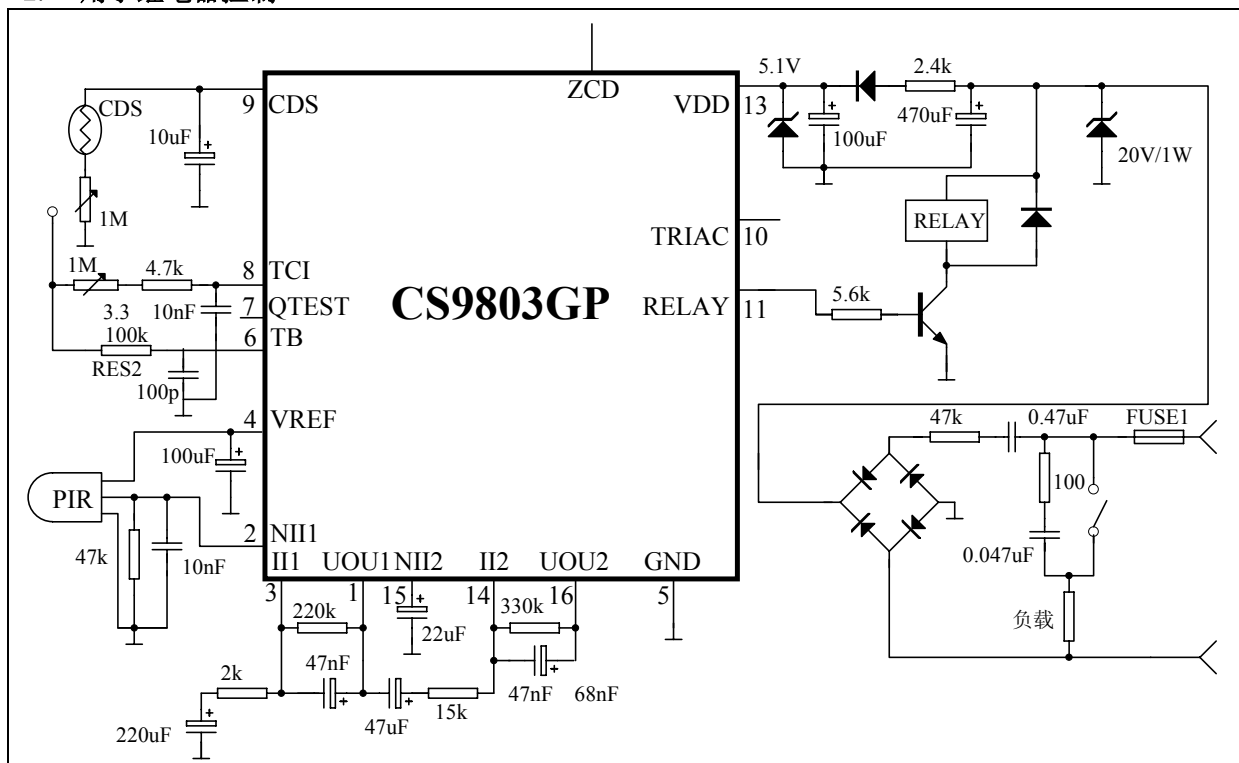 ZCD
5.1V
2.4k
CDS
9
CDS
VDD
13
10uF
100uF
470uF
20V/1W
1M
RELAY
TRIAC
10
1M
4.7k
8
TCI
CS9803GP
3.3
10nF
7
QTEST
RELAY
11
5.6k
100k
6
TB
RES2
100p
4
VREF
100uF
47k
0.47uF
FUSE1
PIR
100
2
NII1
47k
10nF
0.047uF
II1
UOU1
NII2
II2
UOU2
GND
3
1
15
14
16
5
220k
22uF
330k
负载
2k
47nF
47nF
68nF
220uF
47uF
15k